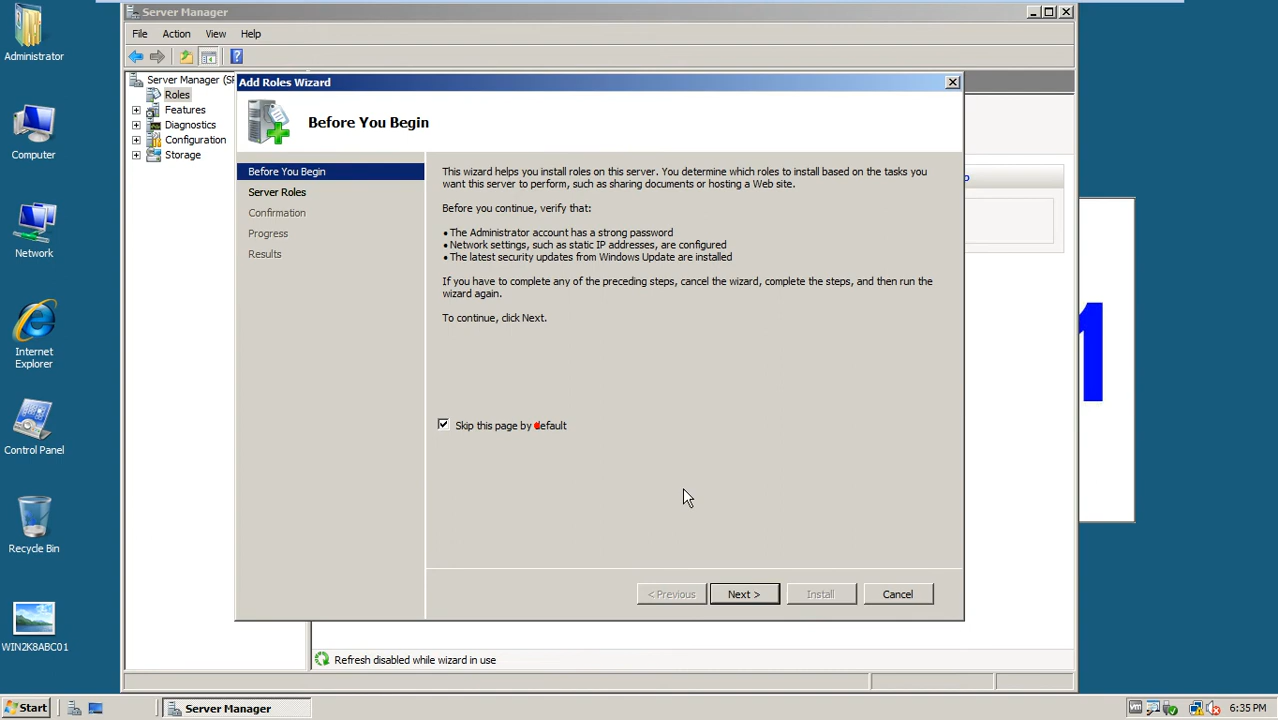 Server Manager
File Action View Help
Server Manager (SF
Roles
Features
Diagnostics
Configuration
Storage
Add Roles Wizard
Before You Begin
Before You Begin
Server Roles
Confirmation
Progress
Results
This wizard helps you install roles on this server. You determine which roles to install based on the tasks you
want this server to perform, such as sharing documents or hosting a Web site.
Before you continue, verify that:
• The Administrator account has a strong password
• Network settings, such as static IP addresses, are configured
• The latest security updates from Windows Update are installed
If you have to complete any of the preceding steps, cancel the wizard, complete the steps, and then run the
wizard again.
To continue, click Next.
Skip this page by default
< Previous Next > Install Cancel
Refresh disabled while wizard in use
Administrator
Computer
Network
Internet
Explorer
Control Panel
Recycle Bin
WIN2K8ABC01
1
Start
Server Manager
vm
6:35 PM